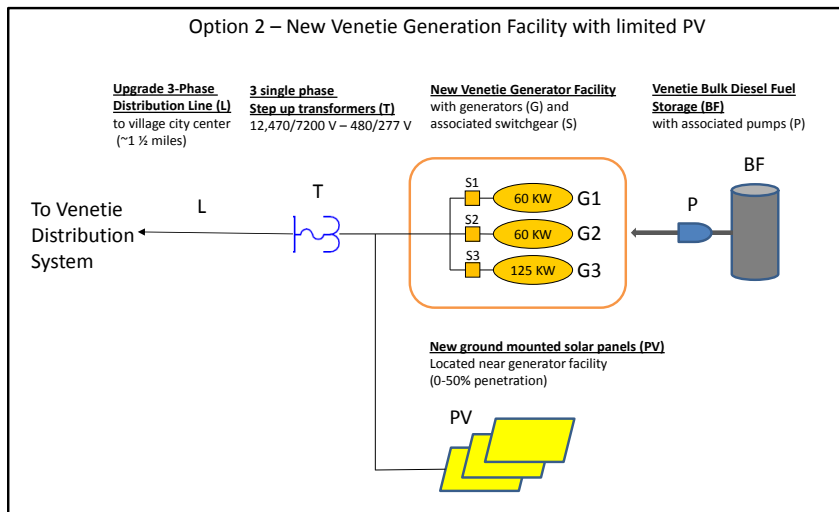 Option 2 – New Venetie Generation Facility with limited PV
Upgrade 3-Phase
Distribution Line (L)
to village city center
(~1 ½ miles)
3 single phase
Step up transformers (T)
12,470/7200 V – 480/277 V
New Venetie Generator Facility
with generators (G) and
associated switchgear (S)
Venetie Bulk Diesel Fuel
Storage (BF)
with associated pumps (P)
To Venetie
Distribution
System
L
T
S1
60 KW
G1
S2
60 KW
G2
S3
125 KW
G3
P
BF
New ground mounted solar panels (PV)
Located near generator facility
(0-50% penetration)
PV